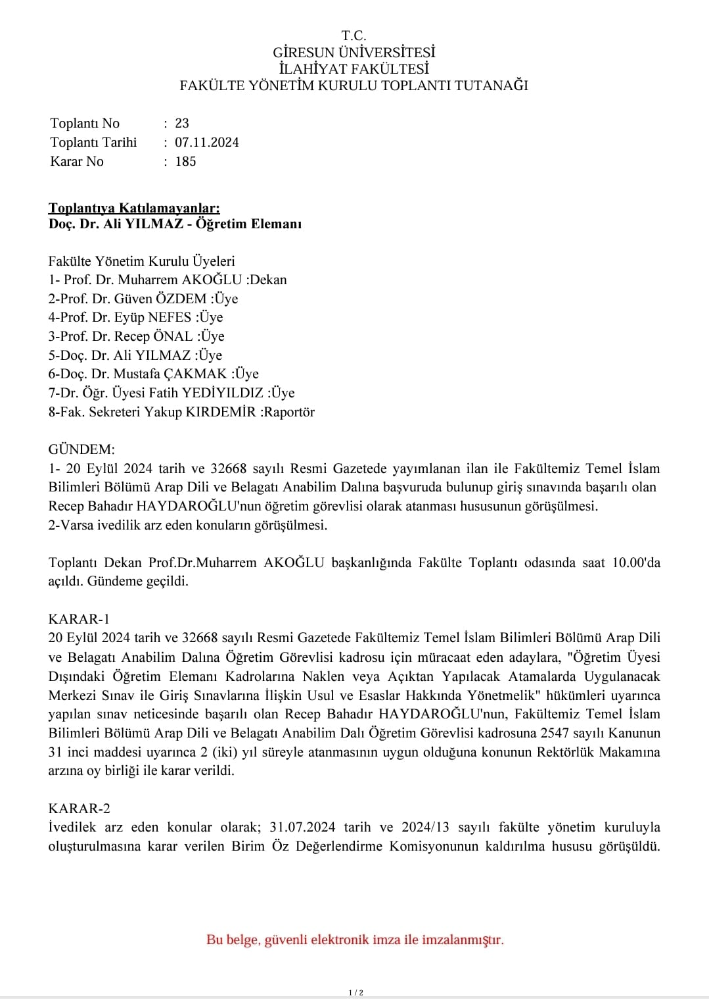 T.C.
GİRESUN ÜNİVERSİTESİ
İLAHİYAT FAKÜLTESİ
FAKÜLTE YÖNETİM KURULU TOPLANTI TUTANAĞI
Toplantı No : 23
Toplantı Tarihi : 07.11.2024
Karar No : 185
Toplantıya Katılamayanlar:
Doç. Dr. Ali YILMAZ - Öğretim Elemanı
Fakülte Yönetim Kurulu Üyeleri
1- Prof. Dr. Muharrem AKOĞLU :Dekan
2-Prof. Dr. Güven ÖZDEM :Üye
4-Prof. Dr. Eyüp NEFES :Üye
3-Prof. Dr. Recep ÖNAL :Üye
5-Doç. Dr. Ali YILMAZ :Üye
6-Doç. Dr. Mustafa ÇAKMAK :Üye
7-Dr. Öğr. Üyesi Fatih YEDİYILDIZ :Üye
8-Fak. Sekreteri Yakup KIRDEMİR :Raportör
GÜNDEM:
1- 20 Eylül 2024 tarih ve 32668 sayılı Resmi Gazetede yayımlanan ilan ile Fakültemiz Temel İslam
Bilimleri Bölümü Arap Dili ve Belagatı Anabilim Dalına başvuruda bulunup giriş sınavında başarılı olan
Recep Bahadır HAYDAROĞLU'nun öğretim görevlisi olarak atanması hususunun görüşülmesi.
2-Varsa ivedilik arz eden konuların görüşülmesi.
Toplantı Dekan Prof.Dr.Muharrem AKOĞLU başkanlığında Fakülte Toplantı odasında saat 10.00'da
açıldı. Gündeme geçildi.
KARAR-1
20 Eylül 2024 tarih ve 32668 sayılı Resmi Gazetede Fakültemiz Temel İslam Bilimleri Bölümü Arap Dili
ve Belagatı Anabilim Dalına Öğretim Görevlisi kadrosu için müracaat eden adaylara, "Öğretim Üyesi
Dışındaki Öğretim Elemanı Kadrolarına Naklen veya Açıktan Yapılacak Atamalarda Uygulanacak
Merkezi Sınav ile Giriş Sınavlarına İlişkin Usul ve Esaslar Hakkında Yönetmelik" hükümleri uyarınca
yapılan sınav neticesinde başarılı olan Recep Bahadır HAYDAROĞLU'nun, Fakültemiz Temel İslam
Bilimleri Bölümü Arap Dili ve Belagatı Anabilim Dalı Öğretim Görevlisi kadrosuna 2547 sayılı Kanunun
31 inci maddesi uyarınca 2 (iki) yıl süreyle atanmasının uygun olduğuna konunun Rektörlük Makamına
arzına oy birliği ile karar verildi.
KARAR-2
İvedilek arz eden konular olarak; 31.07.2024 tarih ve 2024/13 sayılı fakülte yönetim kuruluyla
oluşturulmasına karar verilen Birim Öz Değerlendirme Komisyonunun kaldırılma hususu görüşüldü.
Bu belge, güvenli elektronik imza ile imzalanmıştır.
1 / 2